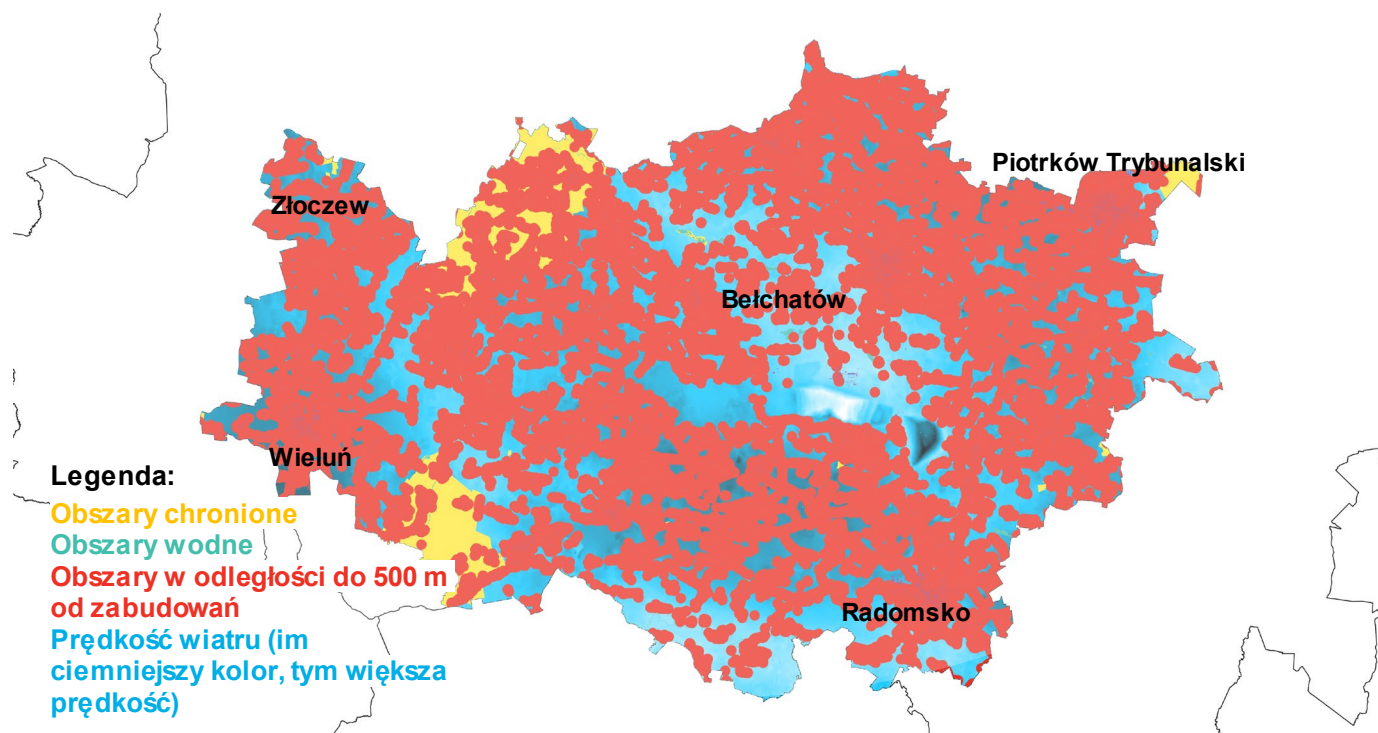 Piotrków Trybunalski
Złoczew
Bełchatów
Wieluń
Radomsko
Legenda:
Obszary chronione
Obszary wodne
Obszary w odległości do 500 m
od zabudowań
Prędkość wiatru (im
ciemniejszy kolor, tym większa
prędkość)